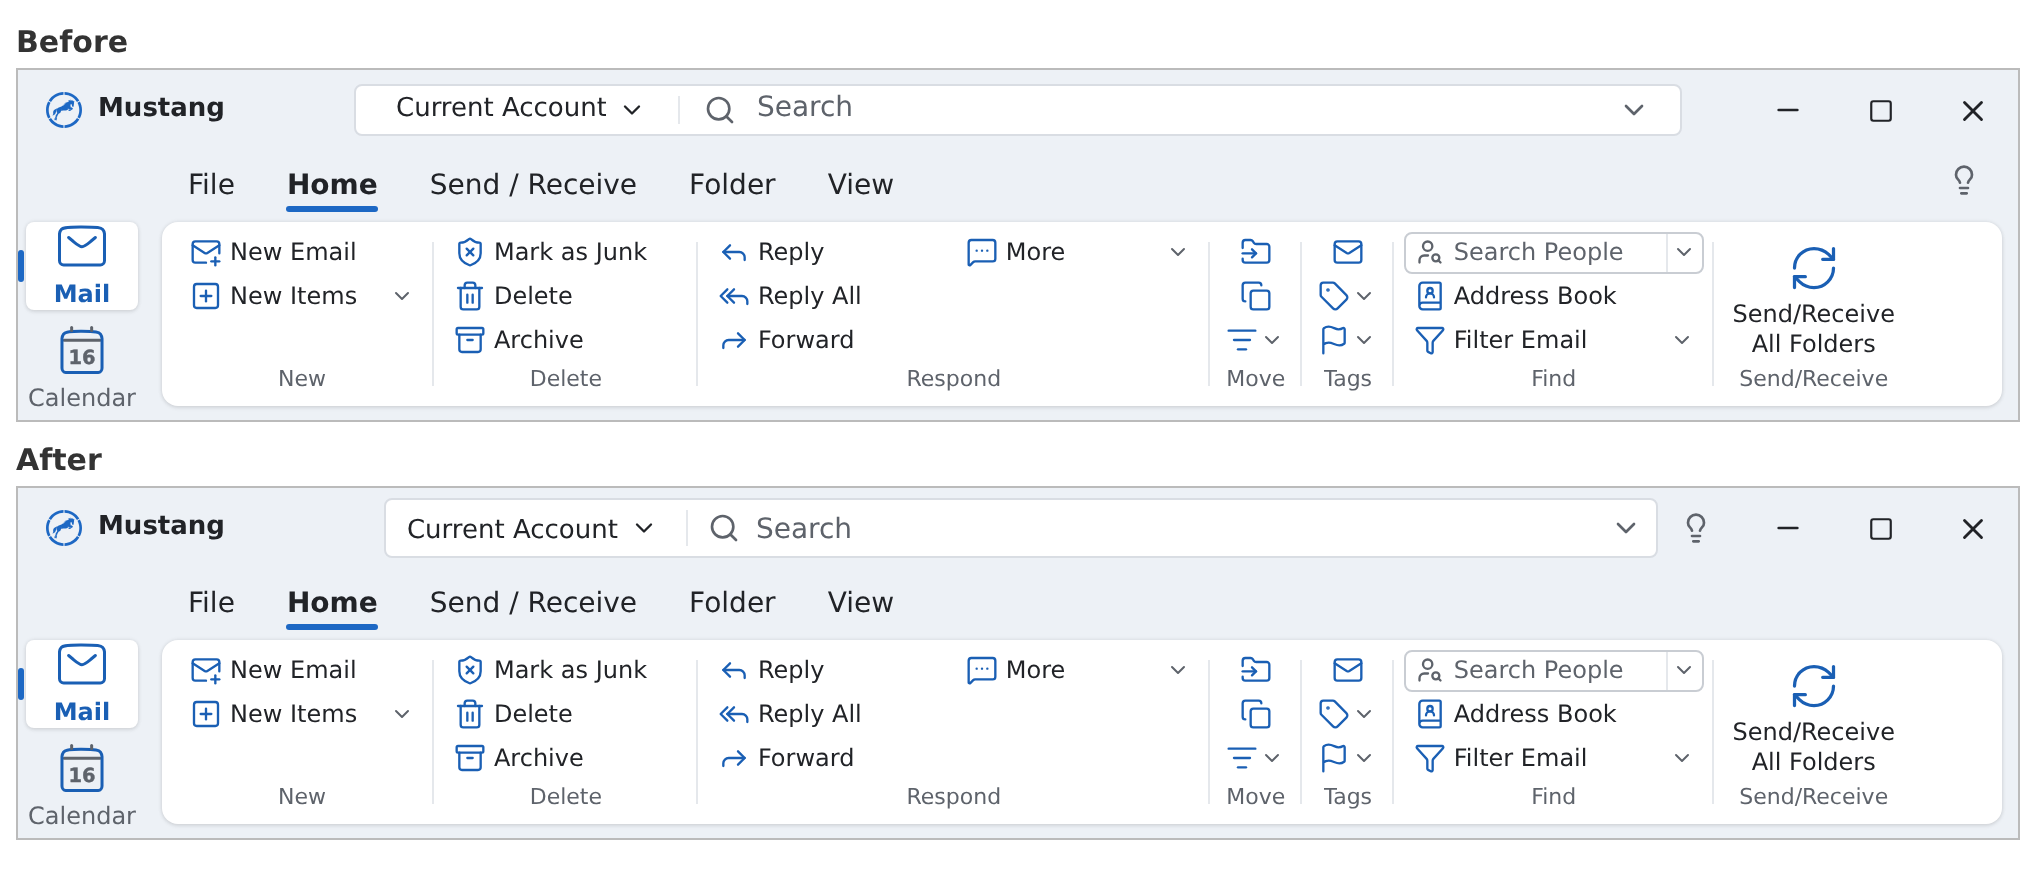 Before
Mustang
Current Account
Search
File
Home
Send / Receive
Folder
View
Mail
16
Calendar
New Email
New Items
New
Mark as Junk
Delete
Archive
Delete
Reply
Reply All
Forward
More
Respond
Move
Tags
Search People
Address Book
Filter Email
Find
Send/Receive
All Folders
Send/Receive
After
Mustang
Current Account
Search
File
Home
Send / Receive
Folder
View
Mail
16
Calendar
New Email
New Items
New
Mark as Junk
Delete
Archive
Delete
Reply
Reply All
Forward
More
Respond
Move
Tags
Search People
Address Book
Filter Email
Find
Send/Receive
All Folders
Send/Receive